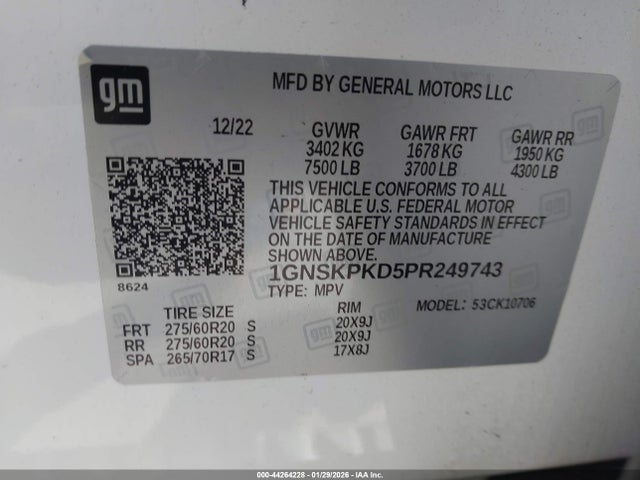 gm
MFD BY GENERAL MOTORS LLC
12/22 GVWR GAWR FRT GAWR RR
3402 KG 1678 KG 1950 KG
7500 LB 3700 LB 4300 LB
THIS VEHICLE CONFORMS TO ALL
APPLICABLE U.S. FEDERAL MOTOR
VEHICLE SAFETY STANDARDS IN EFFECT
ON THE DATE OF MANUFACTURE
SHOWN ABOVE.
8624
1GNSKPKD5PR249743
TYPE: MPV MODEL: 53CK10706
TIRE SIZE RIM
FRT 275/60R20 S 20X9J
RR 275/60R20 S 20X9J
SPA 265/70R17 S 17X8J
000-44264228 - 01/29/2026 - IAA Inc.